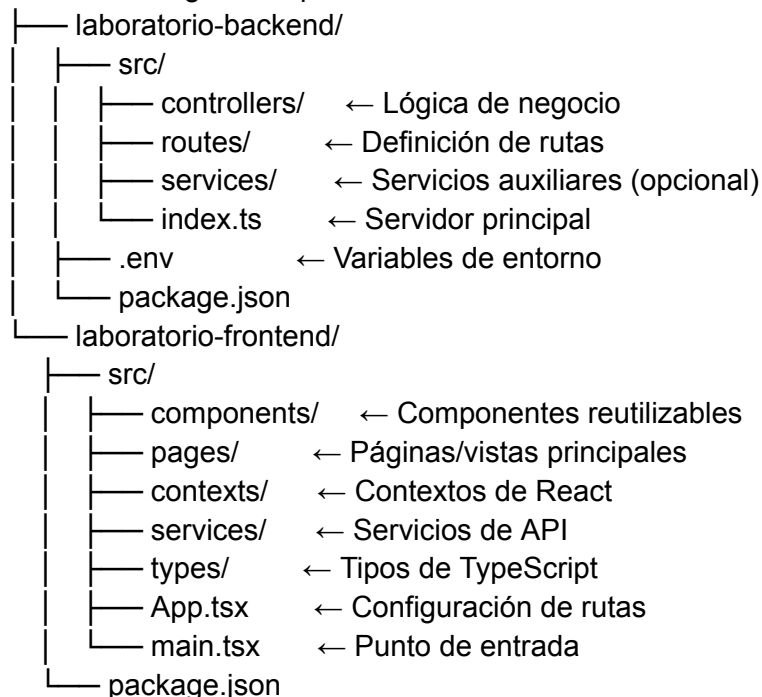 ├── laboratorio-backend/
│ ├── src/
│ │ ├── controllers/ ← Lógica de negocio
│ │ ├── routes/ ← Definición de rutas
│ │ ├── services/ ← Servicios auxiliares (opcional)
│ │ └── index.ts ← Servidor principal
│ ├── .env ← Variables de entorno
│ └── package.json
└── laboratorio-frontend/
├── src/
│ ├── components/ ← Componentes reutilizables
│ ├── pages/ ← Páginas/vistas principales
│ ├── contexts/ ← Contextos de React
│ ├── services/ ← Servicios de API
│ ├── types/ ← Tipos de TypeScript
│ ├── App.tsx ← Configuración de rutas
│ └── main.tsx ← Punto de entrada
└── package.json